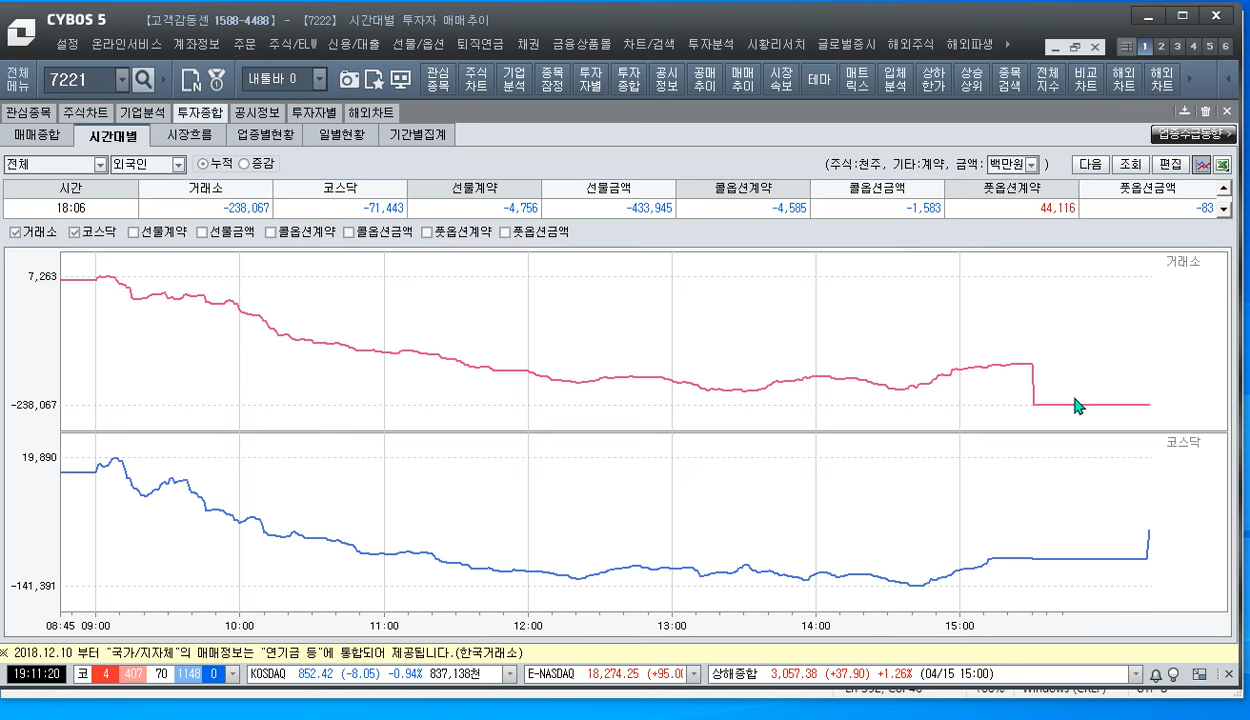 CYBOS 5 【고객감동센 1588-4488】 - 【7222】 시간대별 투자자 매매추이
설정 온라인서비스 계좌정보 주문 주식/ELW 신용/대출 선물/옵션 퇴직연금 채권 금융상품몰 차트/검색 투자분석 시황리서치 글로벌증시 해외주식 해외파생 1 2 3 4 5 6
전체메뉴 7221 내툴바 0 관심종목 주식차트 기업분석 종목잠정 투자자별 투자종합 공시정보 공매추이 매매추이 시장속보 테마 매트릭스 입체분석 상하한가 상승상위 종목검색 전체지수 비교차트 해외차트 해외차트
관심종목 주식차트 기업분석 투자종합 공시정보 투자자별 해외차트
매매종합 시간대별 시장흐름 업종별현황 일별현황 기간별집계 업종수급동향 >
전체 외국인 누적 증감 (주식:천주, 기타:계약, 금액: 백만원 ) 다음 조회 편집
시간 거래소 코스닥 선물계약 선물금액 콜옵션계약 콜옵션금액 풋옵션계약 풋옵션금액
18:06 -238,067 -71,443 -4,756 -433,945 -4,585 -1,583 44,116 -83
거래소 코스닥 선물계약 선물금액 콜옵션계약 콜옵션금액 풋옵션계약 풋옵션금액
거래소
7,263
-238,067
코스닥
19,890
-141,391
08:45 09:00 10:00 11:00 12:00 13:00 14:00 15:00
※ 2018.12.10 부터 "국가/지자체"의 매매정보는 "연기금 등"에 통합되어 제공됩니다.(한국거래소)
19:11:20 코 4 407 70 1148 0 KOSDAQ 852.42 (-8.05) -0.94% 837,138천 E-NASDAQ 18,274.25 (+95.0( 상해종합 3,057.38 (+37.90) +1.26% (04/15 15:00)